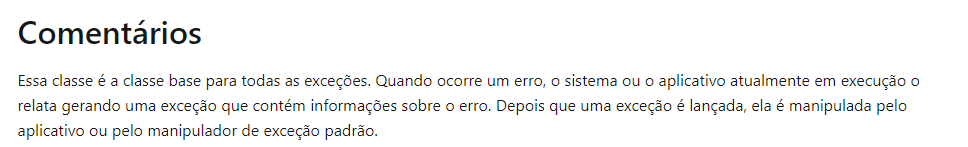 Comentários
Essa classe é a classe base para todas as exceções. Quando ocorre um erro, o sistema ou o aplicativo atualmente em execução o
relata gerando uma exceção que contém informações sobre o erro. Depois que uma exceção é lançada, ela é manipulada pelo
aplicativo ou pelo manipulador de exceção padrão.